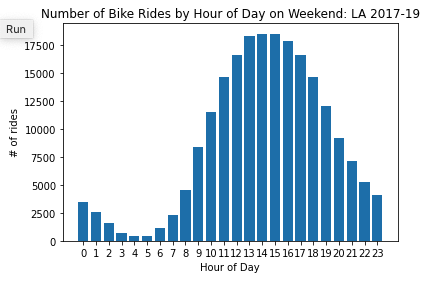 Number of Bike Rides by Hour of Day on Weekend: LA 2017-19
Run
17500
15000
12500
10000
7500
5000
2500
0
# of rides
0 1 2 3 4 5 6 7 8 9 10 11 12 13 14 15 16 17 18 19 20 21 22 23
Hour of Day